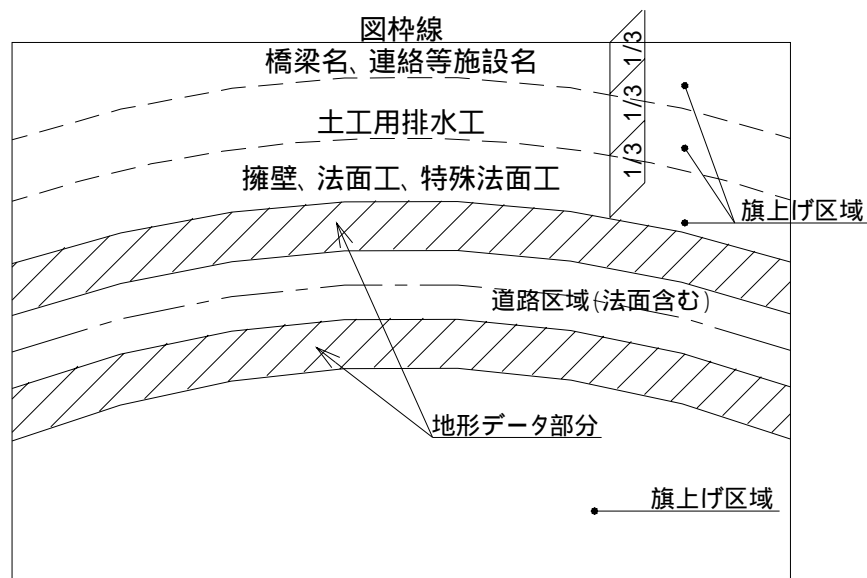 図枠線
橋梁名、連絡等施設名
1/3
1/3
土工用排水工
1/3
擁壁、法面工、特殊法面工
旗上げ区域
道路区域(法面含む)
地形データ部分
旗上げ区域